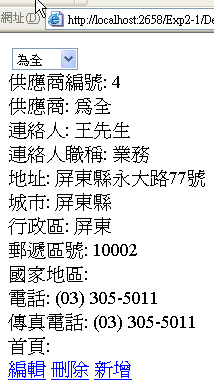 網址(D) http://localhost:2658/Exp2-1/De
為全
供應商編號: 4
供應商: 為全
連絡人: 王先生
連絡人職稱: 業務
地址: 屏東縣永大路77號
城市: 屏東縣
行政區: 屏東
郵遞區號: 10002
國家地區:
電話: (03) 305-5011
傳真電話: (03) 305-5011
首頁:
編輯 刪除 新增